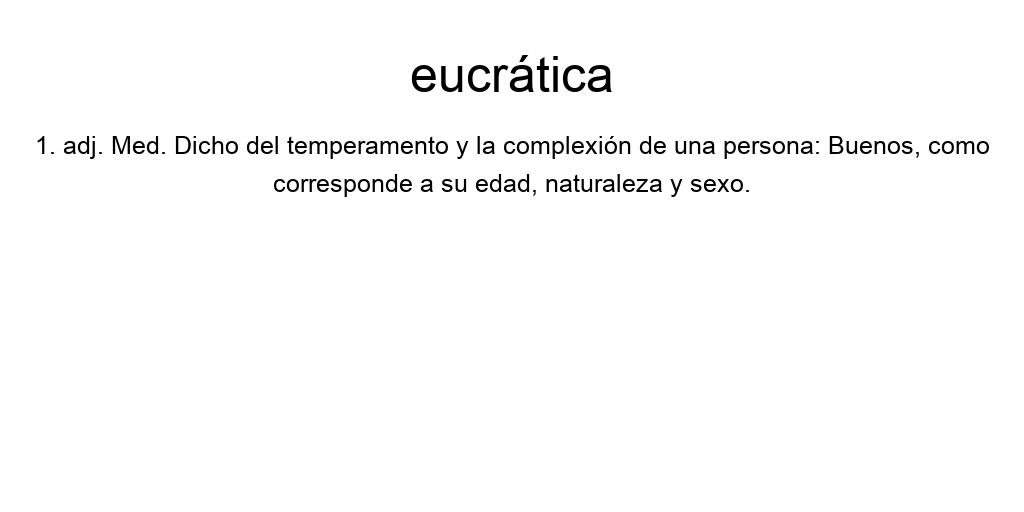 eucrática
1. adj. Med. Dicho del temperamento y la complexión de una persona: Buenos, como
corresponde a su edad, naturaleza y sexo.